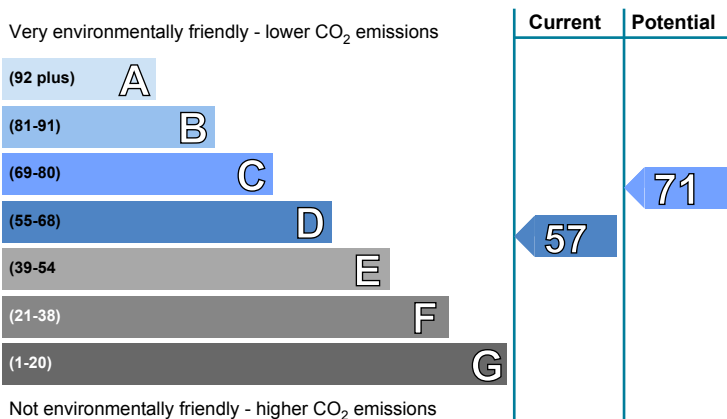 Current Potential
Very environmentally friendly - lower CO2 emissions
(92 plus) A
(81-91) B
(69-80) C
71
(55-68) D
57
(39-54 E
(21-38) F
(1-20) G
Not environmentally friendly - higher CO2 emissions